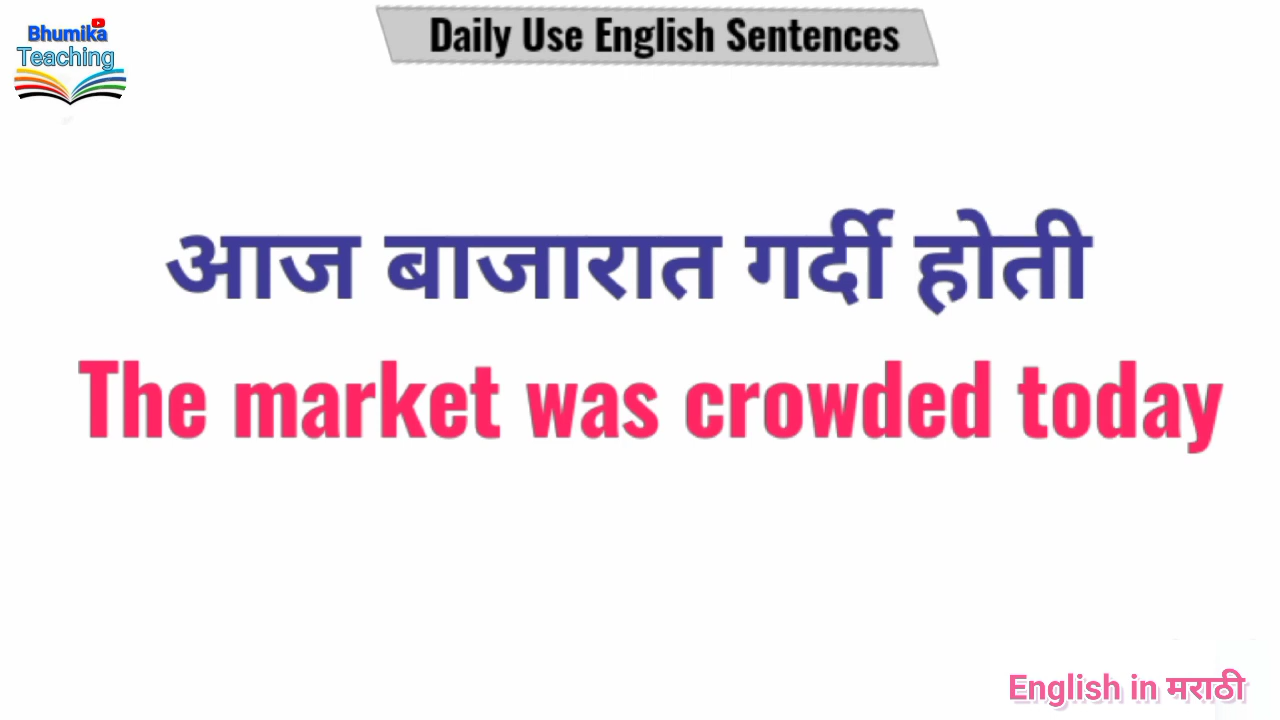 Bhumika
Teaching
Daily Use English Sentences
आज बाजारात गर्दी होती
The market was crowded today
English in मराठी